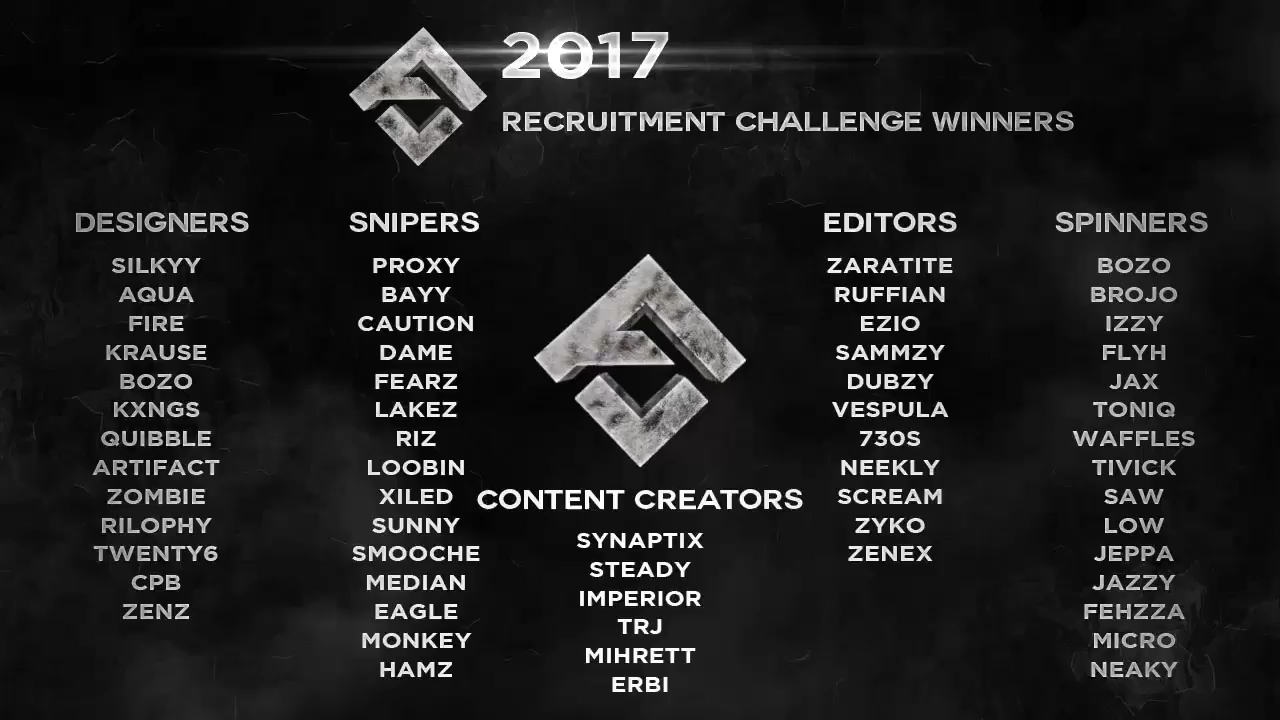 2017
RECRUITMENT CHALLENGE WINNERS
DESIGNERS
SILKYY
AQUA
FIRE
KRAUSE
BOZO
KXNGS
QUIBBLE
ARTIFACT
ZOMBIE
RILOPHY
TWENTY6
CPB
ZENZ
SNIPERS
PROXY
BAYY
CAUTION
DAME
FEARZ
LAKEZ
RIZ
LOOBIN
XILED
SUNNY
SMOOCHE
MEDIAN
EAGLE
MONKEY
HAMZ
CONTENT CREATORS
SYNAPTIX
STEADY
IMPERIOR
TRJ
MIHRETT
ERBI
EDITORS
ZARATITE
RUFFIAN
EZIO
SAMMZY
DUBZY
VESPULA
730S
NEEKLY
SCREAM
ZYKO
ZENEX
SPINNERS
BOZO
BROJO
IZZY
FLYH
JAX
TONIQ
WAFFLES
TIVICK
SAW
LOW
JEPPA
JAZZY
FEHZZA
MICRO
NEAKY